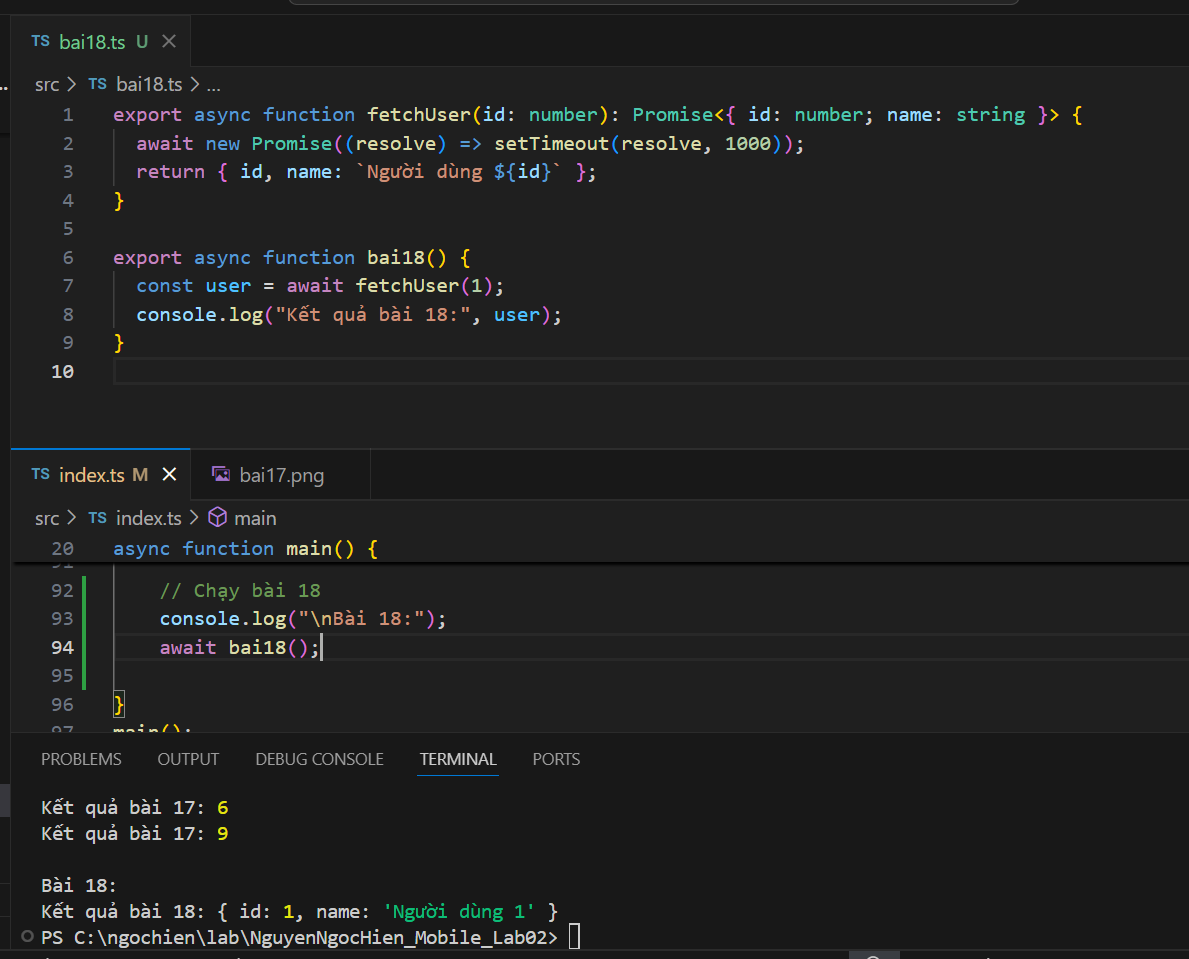 TS bai18.ts U
src > TS bai18.ts > ...
1 export async function fetchUser(id: number): Promise<{ id: number; name: string }> {
2 await new Promise((resolve) => setTimeout(resolve, 1000));
3 return { id, name: `Người dùng ${id}` };
4 }
5
6 export async function bai18() {
7 const user = await fetchUser(1);
8 console.log("Kết quả bài 18:", user);
9 }
10
TS index.ts M bai17.png
src > TS index.ts > main
20 async function main() {
91
92 // Chạy bài 18
93 console.log("\nBài 18:");
94 await bai18();
95
96 }
97 main();
PROBLEMS OUTPUT DEBUG CONSOLE TERMINAL PORTS
Kết quả bài 17: 6
Kết quả bài 17: 9
Bài 18:
Kết quả bài 18: { id: 1, name: 'Người dùng 1' }
PS C:\ngochien\lab\NguyenNgocHien_Mobile_Lab02>